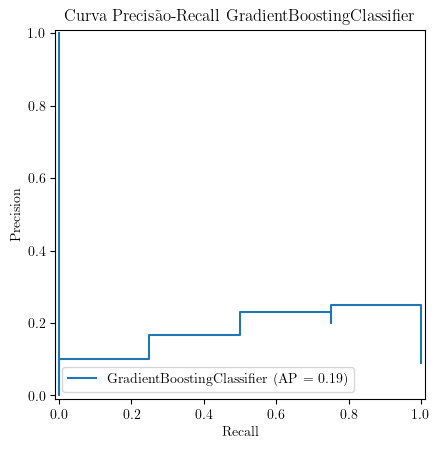 Curva Precisão-Recall GradientBoostingClassifier
1.0
0.8
0.6
0.4
0.2
0.0
Precision
GradientBoostingClassifier (AP = 0.19)
0.0 0.2 0.4 0.6 0.8 1.0
Recall